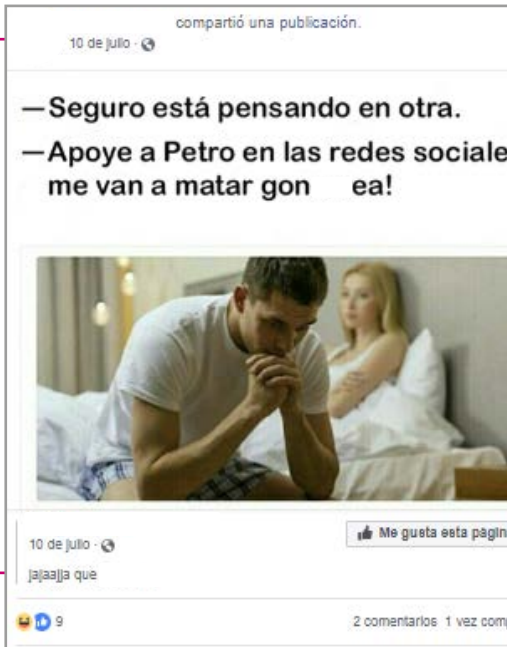 compartió una publicación.
10 de julio ·
—Seguro está pensando en otra.
—Apoye a Petro en las redes sociale
me van a matar gon ea!
Me gusta esta págin
10 de julio ·
jajaajja que
9
2 comentarios 1 vez com